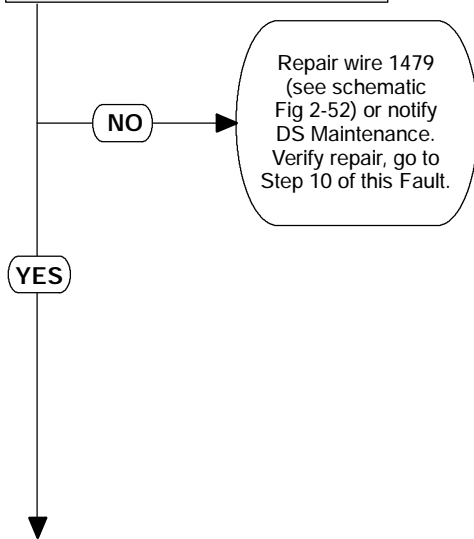 NO
Repair wire 1479
(see schematic
Fig 2-52) or notify
DS Maintenance.
Verify repair, go to
Step 10 of this Fault.
YES